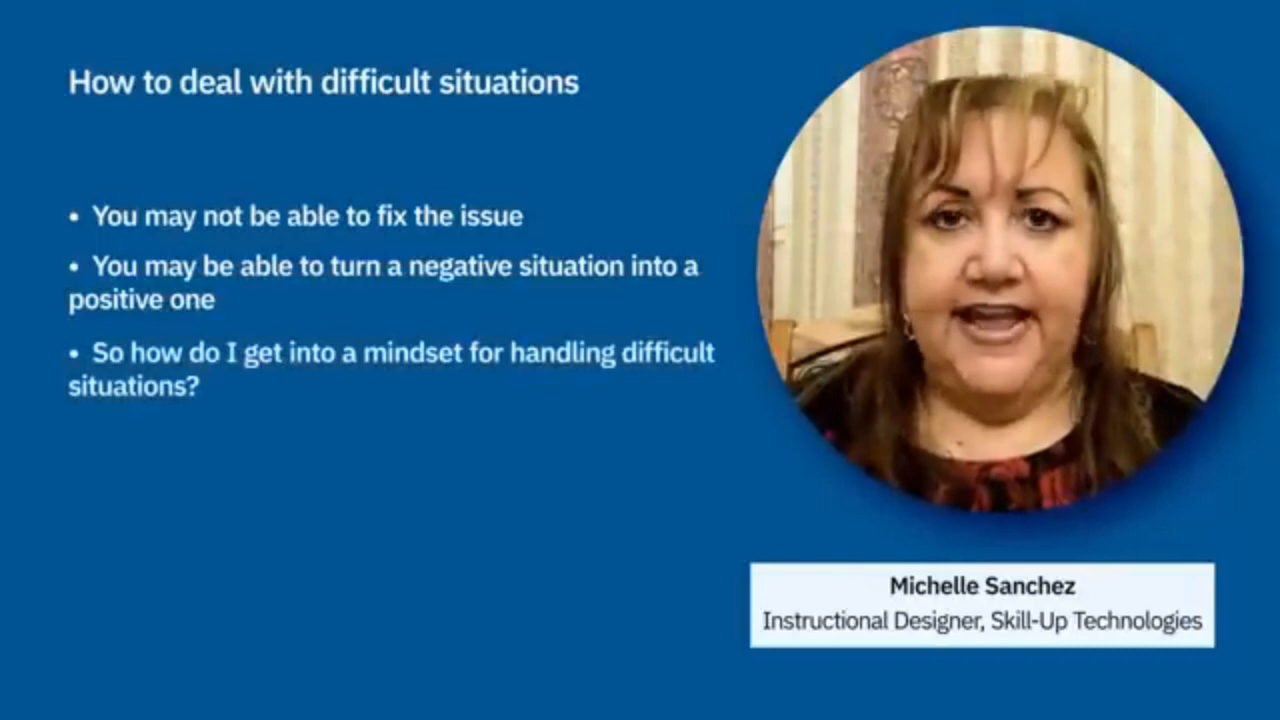 How to deal with difficult situations
• You may not be able to fix the issue
• You may be able to turn a negative situation into a
positive one
• So how do I get into a mindset for handling difficult
situations?
Michelle Sanchez
Instructional Designer, Skill-Up Technologies